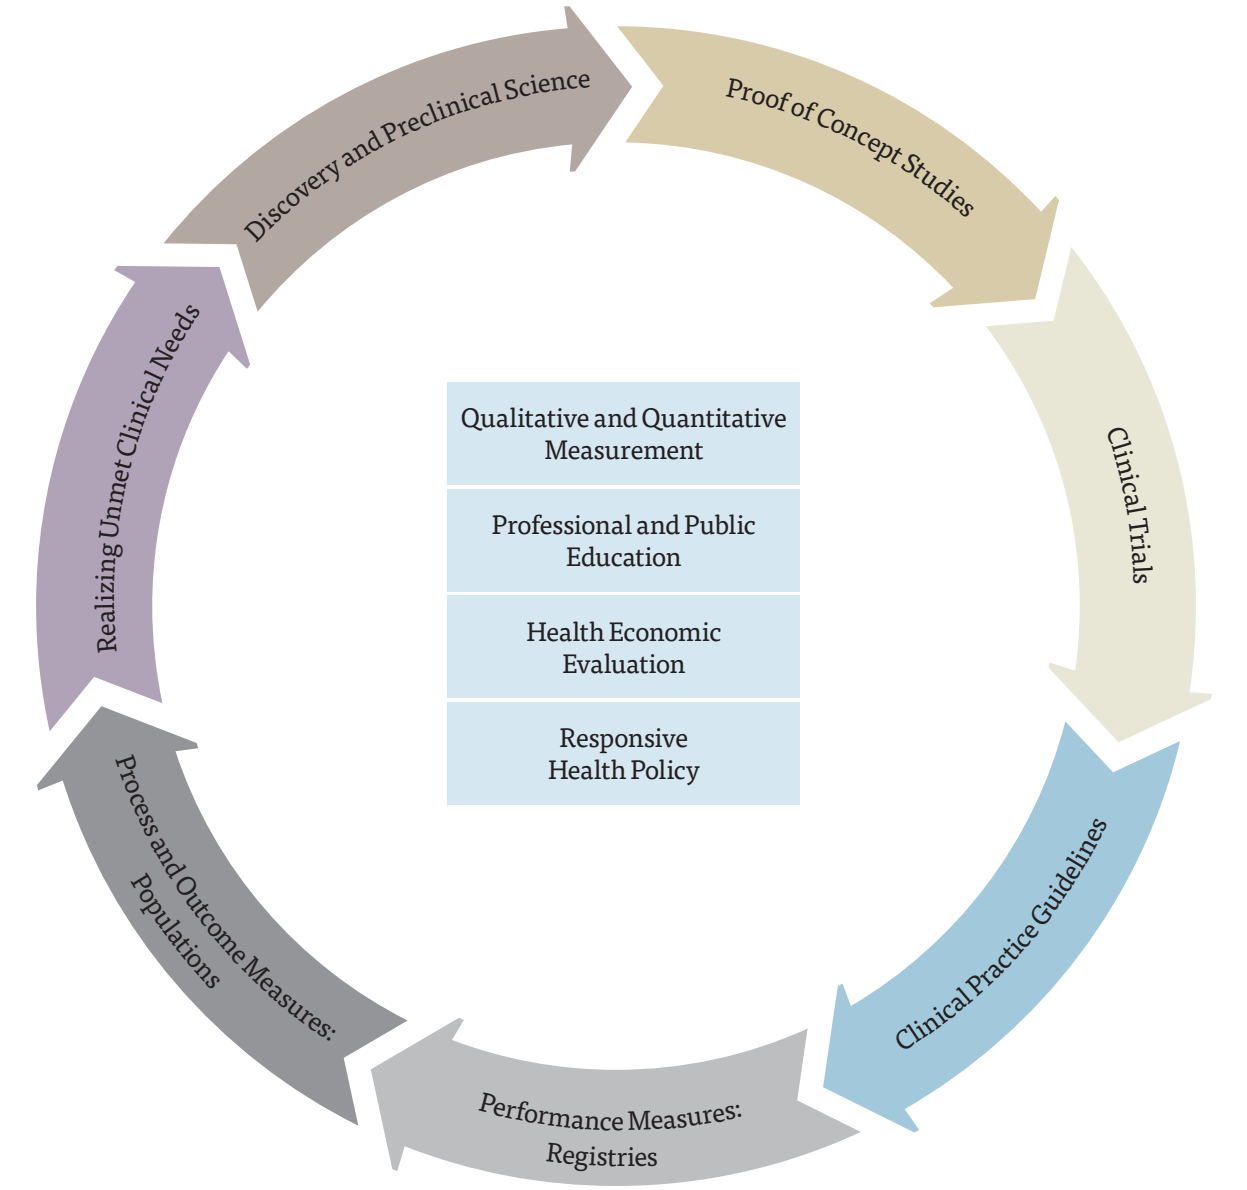 Discovery and Preclinical Science
Proof of Concept Studies
Clinical Trials
Clinical Practice Guidelines
Performance Measures:
Registries
Process and Outcome Measures:
Populations
Realizing Unmet Clinical Needs
Qualitative and Quantitative
Measurement
Professional and Public
Education
Health Economic
Evaluation
Responsive
Health Policy